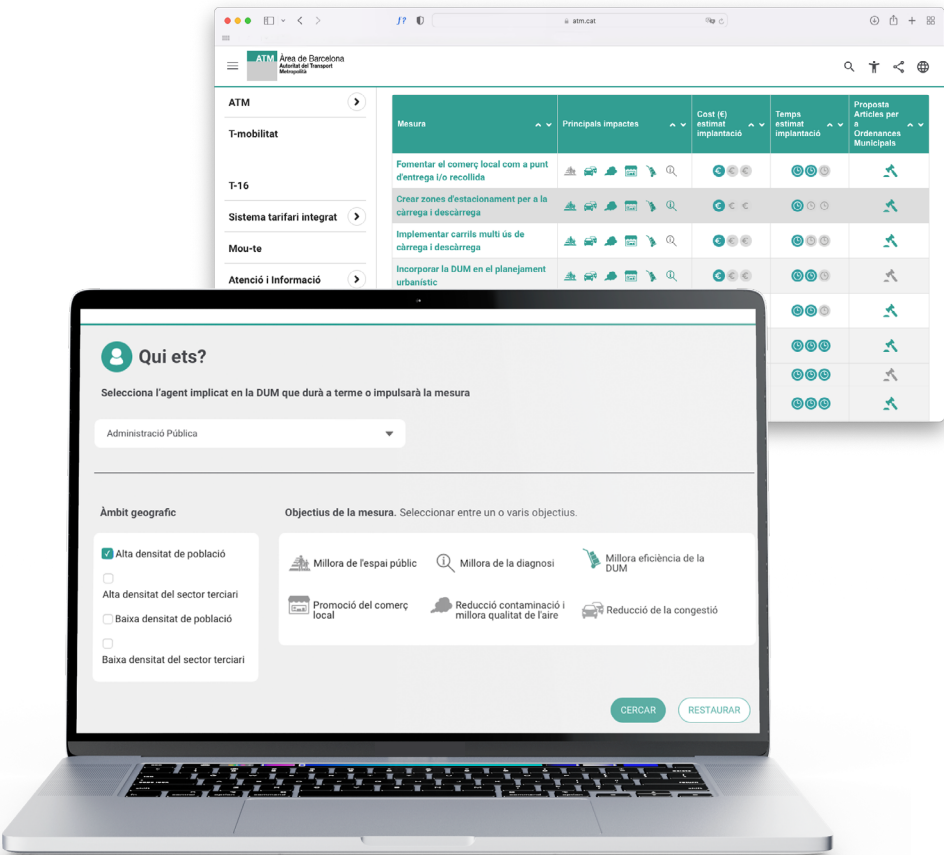 atm.cat
ATM
Àrea de Barcelona
Autoritat del Transport
Metropolità
ATM
T-mobilitat
T-16
Sistema tarifari integrat
Mou-te
Atenció i Informació
Mesura
Principals impactes
Cost (€)
estimat
implantació
Temps
estimat
implantació
Proposta
Articles per
a
Ordenances
Municipals
Fomentar el comerç local com a punt
d'entrega i/o recollida
Crear zones d'estacionament per a la
càrrega i descàrrega
Implementar carrils multi ús de
càrrega i descàrrega
Incorporar la DUM en el planejament
urbanístic
Qui ets?
Selecciona l'agent implicat en la DUM que durà a terme o impulsarà la mesura
Administració Pública
Àmbit geografic
Alta densitat de població
Alta densitat del sector terciari
Baixa densitat de població
Baixa densitat del sector terciari
Objectius de la mesura. Seleccionar entre un o varis objectius.
Millora de l'espai públic
Millora de la diagnosi
Millora eficiència de la
DUM
Promoció del comerç
local
Reducció contaminació i
millora qualitat de l'aire
Reducció de la congestió
CERCAR
RESTAURAR